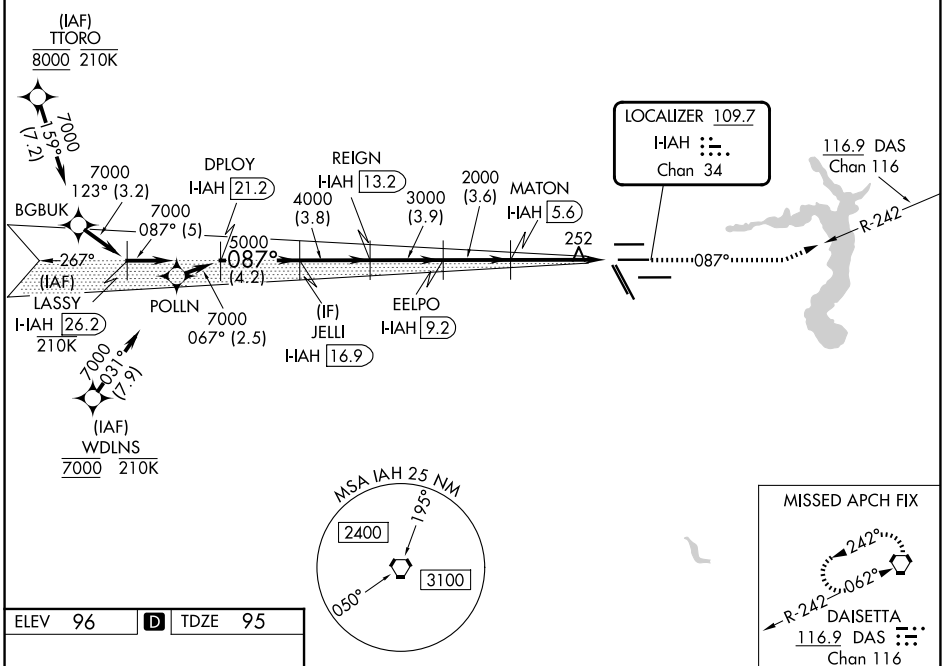 (IAF)
TTORO
8000 210K
7000
159°
(7.2)
7000
123° (3.2)
BGBUK
7000
087° (5)
DPLOY
I-IAH 21.2
5000
087°
(4.2)
267°
(IAF)
LASSY
I-IAH 26.2
210K
POLLN
7000
067° (2.5)
7000
031°
(7.9)
(IAF)
WDLNS
7000 210K
4000
(3.8)
(IF)
JELLI
I-IAH 16.9
REIGN
I-IAH 13.2
3000
(3.9)
EELPO
I-IAH 9.2
2000
(3.6)
MATON
I-IAH 5.6
252
LOCALIZER 109.7
I-IAH
Chan 34
087°
116.9 DAS
Chan 116
R-242
MSA IAH 25 NM
195°
2400
3100
050°
MISSED APCH FIX
242°
062°
R-242
DAISETTA
116.9 DAS
Chan 116
ELEV 96 D TDZE 95